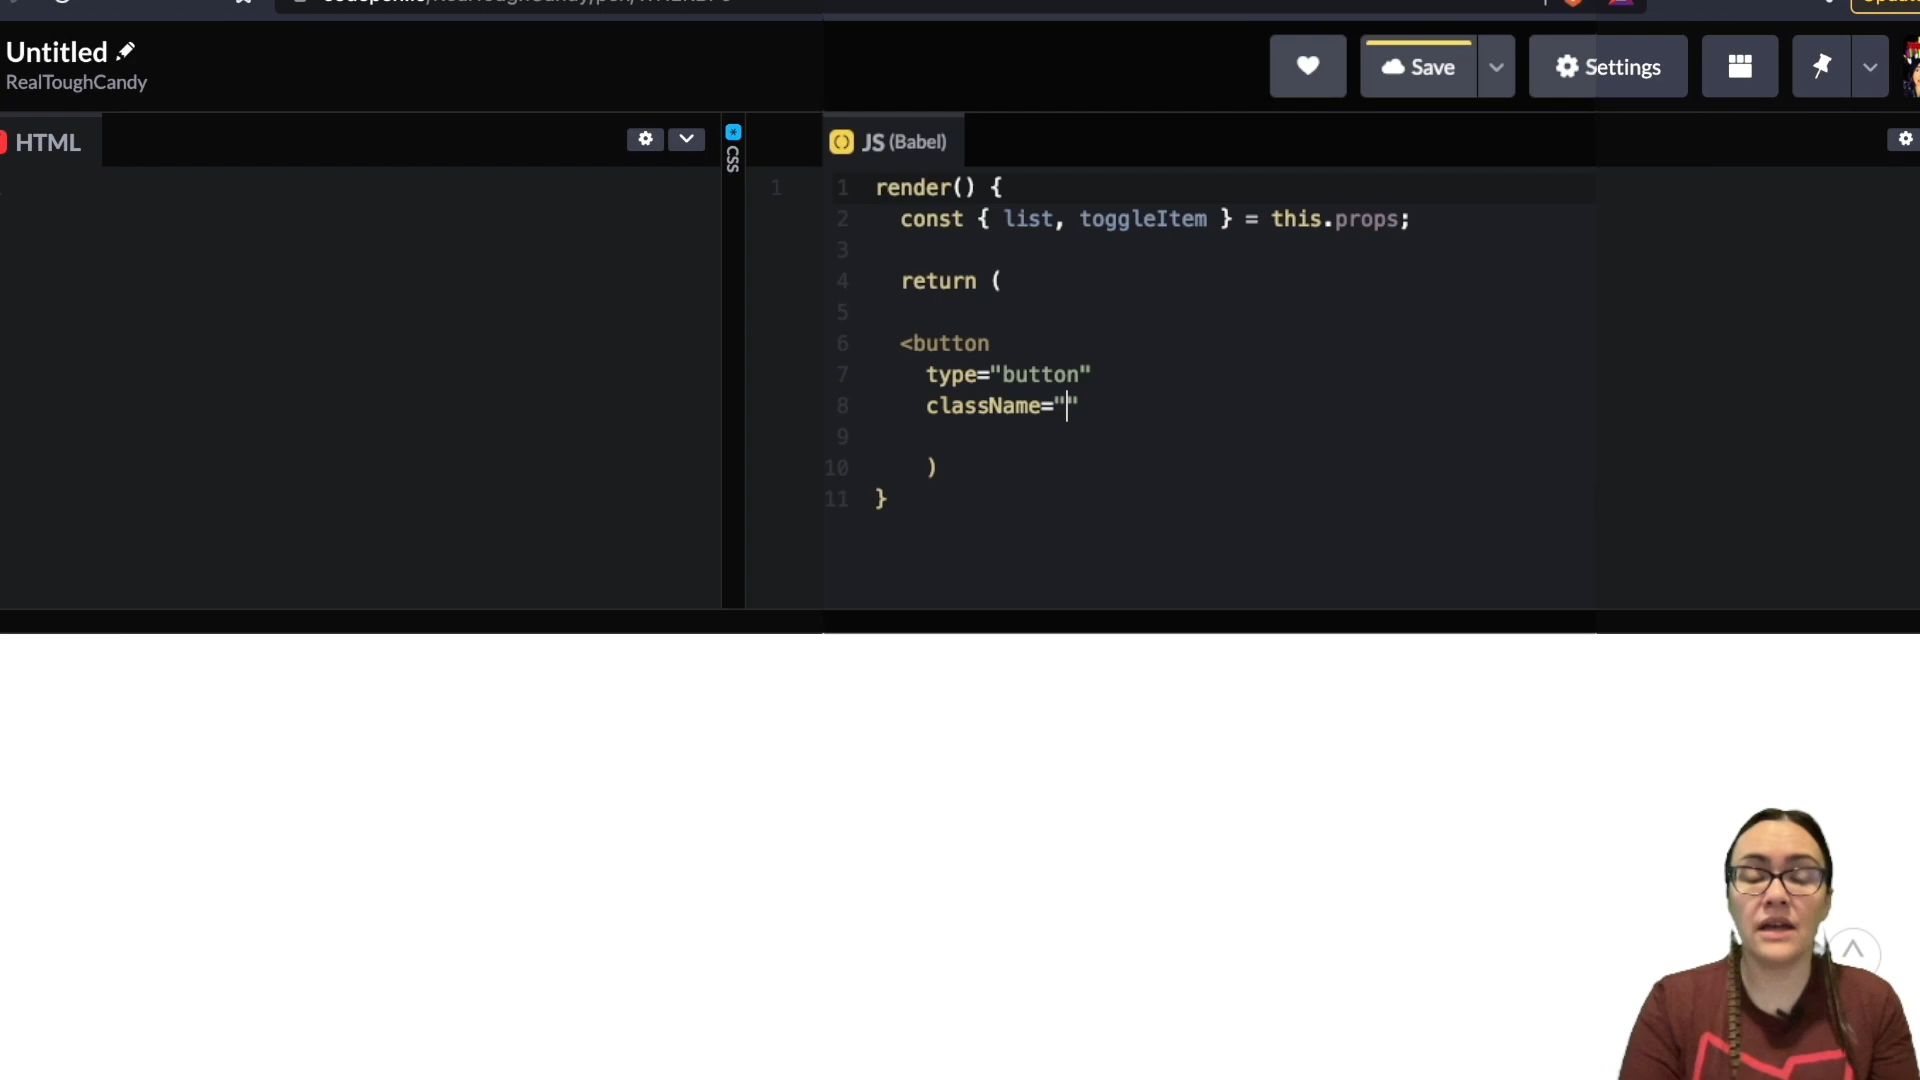 Untitled
RealToughCandy
Save
Settings
HTML
CSS
JS (Babel)
1
1 render() {
2 const { list, toggleItem } = this.props;
3
4 return (
5
6 <button
7 type="button"
8 className=""
9
10 )
11 }